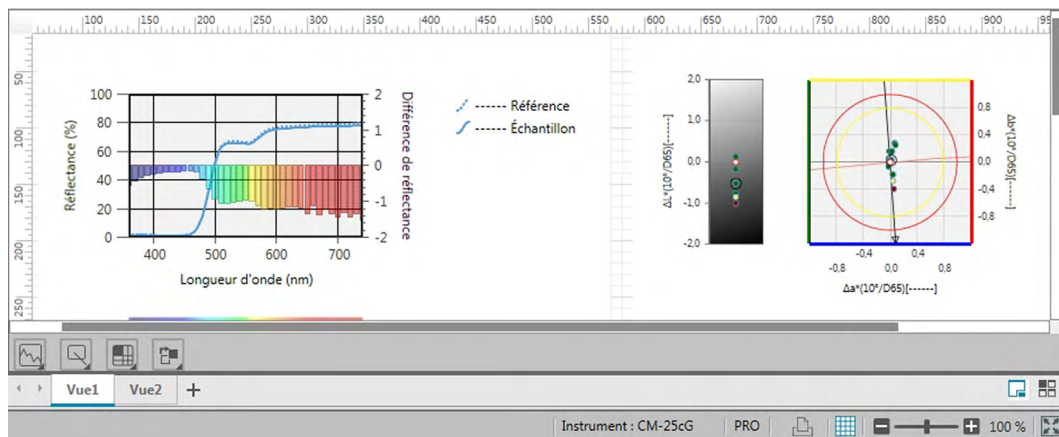 100 150 200 250 300 350 400 450 500 550 600 650 700 750 800 850 900
50
100
150
200
250
Réflectance (%)
100
80
60
40
20
0
2
1
0
-1
-2
Différence de réflectance
400 500 600 700
Longueur d'onde (nm)
------ Référence
------ Échantillon
ΔL*(10°/D65)[------]
2.0
1.0
0.0
-1.0
-2.0
0.8
0.4
0.0
-0.4
-0.8
Δb*(10°/D65)[------]
-0.4 0.4
-0.8 0.0 0.8
Δa*(10°/D65)[------]
Vue1 Vue2 +
Instrument : CM-25cG PRO 100 %